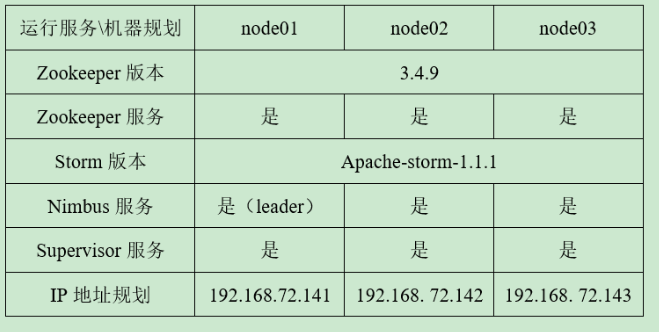 运行服务\机器规划 node01 node02 node03
Zookeeper 版本 3.4.9
Zookeeper 服务 是 是 是
Storm 版本 Apache-storm-1.1.1
Nimbus 服务 是（leader） 是 是
Supervisor 服务 是 是 是
IP 地址规划 192.168.72.141 192.168. 72.142 192.168. 72.143